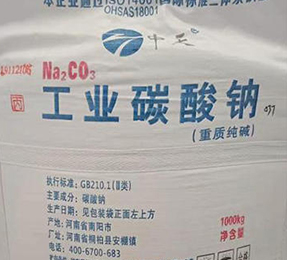 OHSAS18001
中天
Na₂CO₃
工业碳酸钠
(重质纯碱)
执行标准:GB210.1(Ⅱ类)
主要成分:碳酸钠
生产日期:见包装袋正面左上方
产地:河南省南阳市
厂址:河南省桐柏县安棚镇
电话:400-6700-683
1000kg
净含量